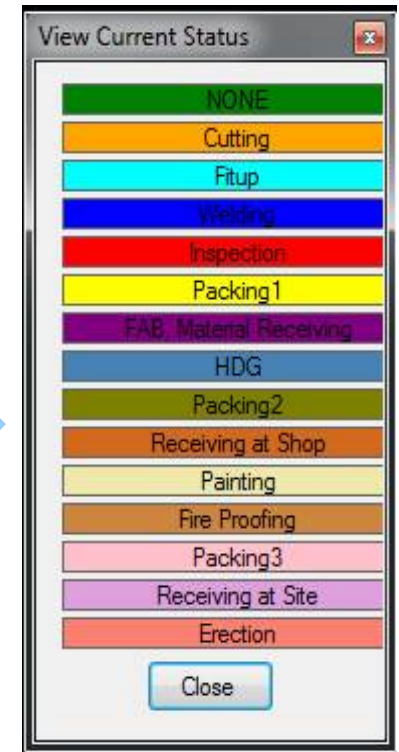 View Current Status
NONE
Cutting
Fitup
Welding
Inspection
Packing1
FAB. Material Receiving
HDG
Packing2
Receiving at Shop
Painting
Fire Proofing
Packing3
Receiving at Site
Erection
Close